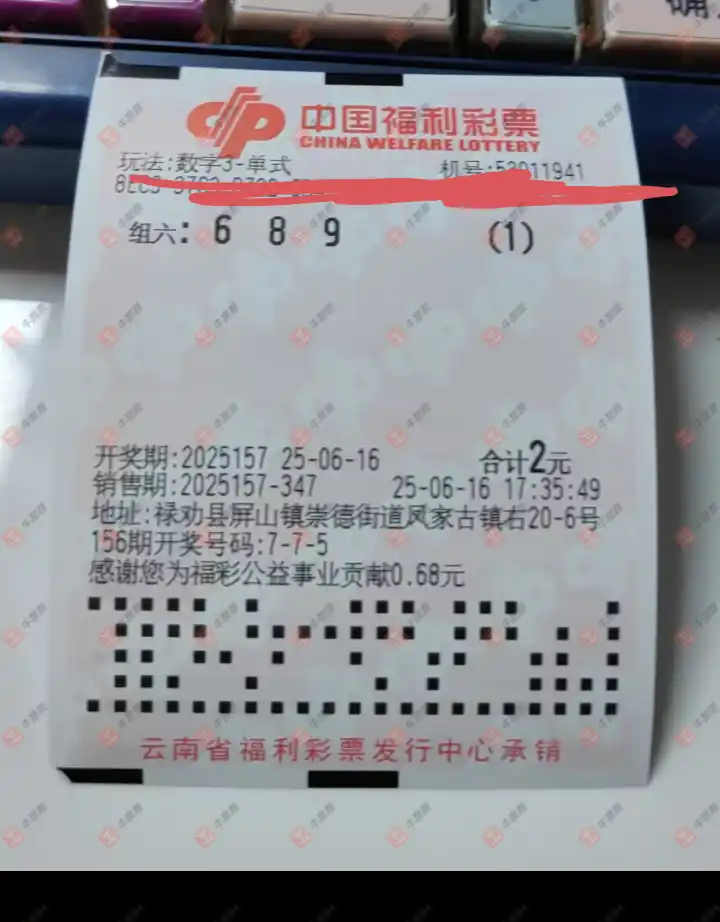 中国福利彩票
CHINA WELFARE LOTTERY
玩法:数字3-单式
机号:53011941
组六: 6 8 9 (1)
开奖期:2025157 25-06-16 合计2元
销售期:2025157-347 25-06-16 17:35:49
地址:禄劝县屏山镇崇德街道凤家古镇右20-6号
156期开奖号码:7-7-5
感谢您为福彩公益事业贡献0.68元
云南省福利彩票发行中心承销